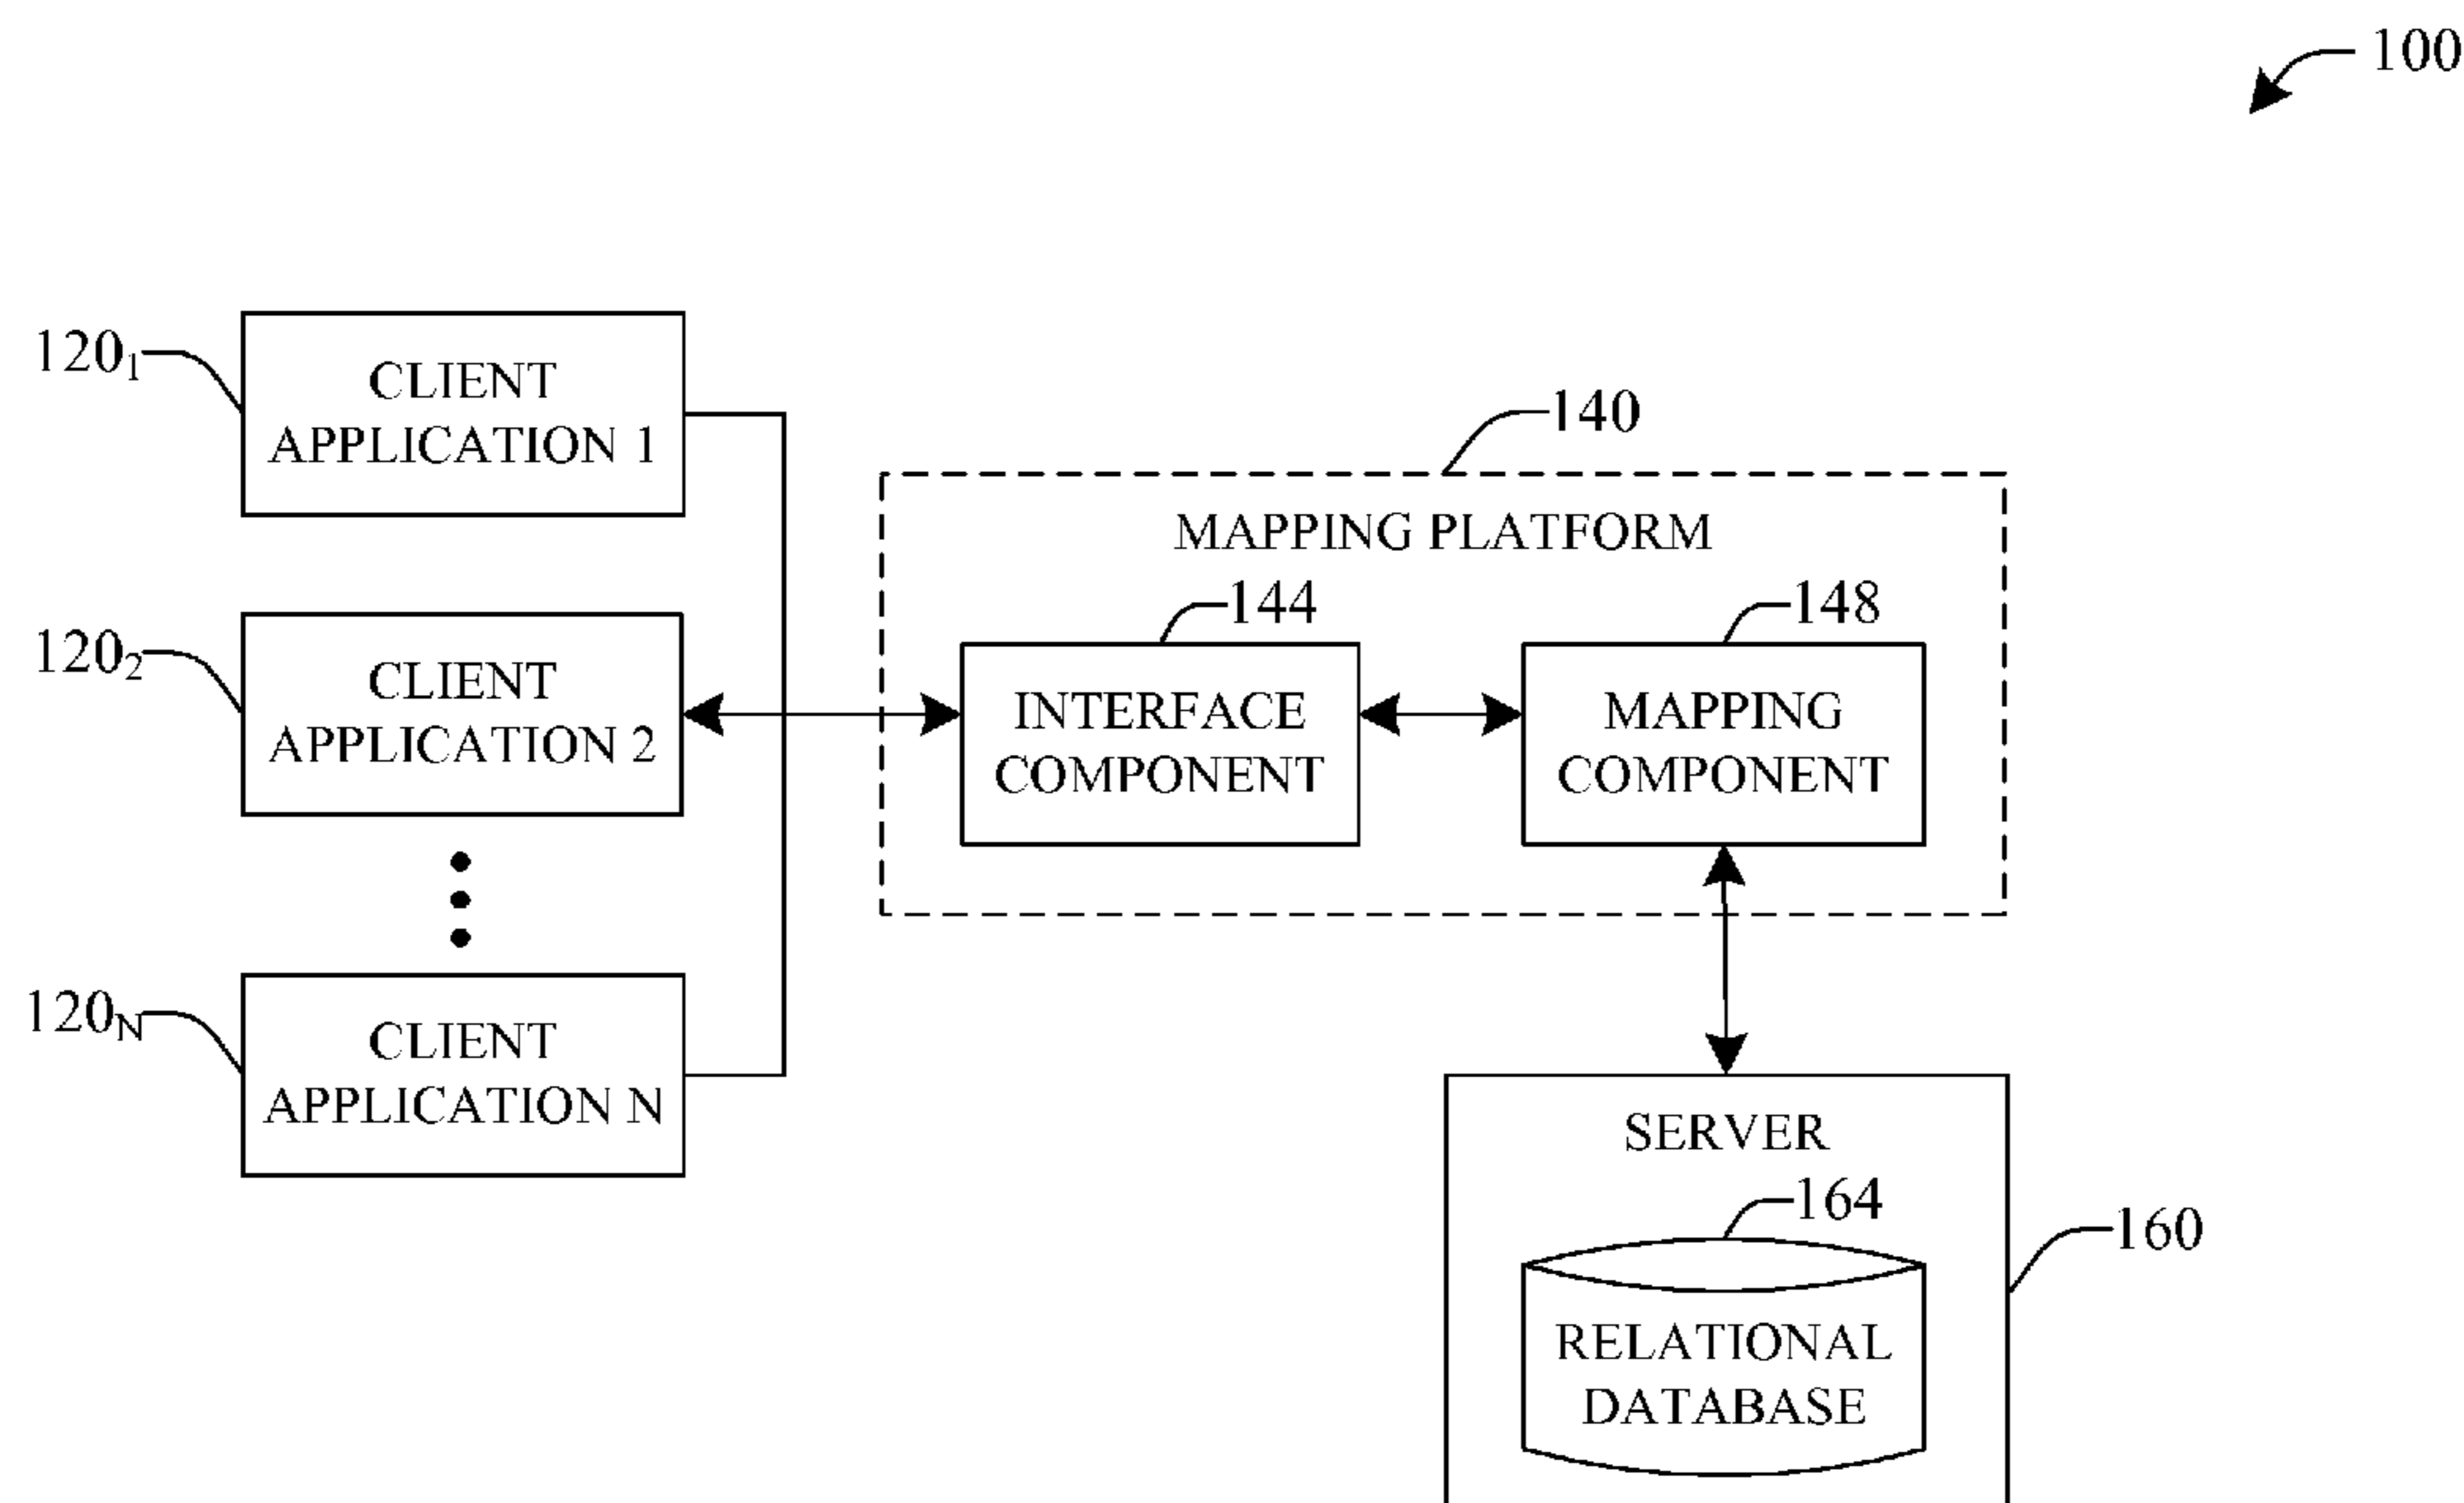 100
120₁
CLIENT
APPLICATION 1
140
MAPPING PLATFORM
120₂
CLIENT
APPLICATION 2
144
INTERFACE
COMPONENT
148
MAPPING
COMPONENT
120N
CLIENT
APPLICATION N
SERVER
164
160
RELATIONAL
DATABASE